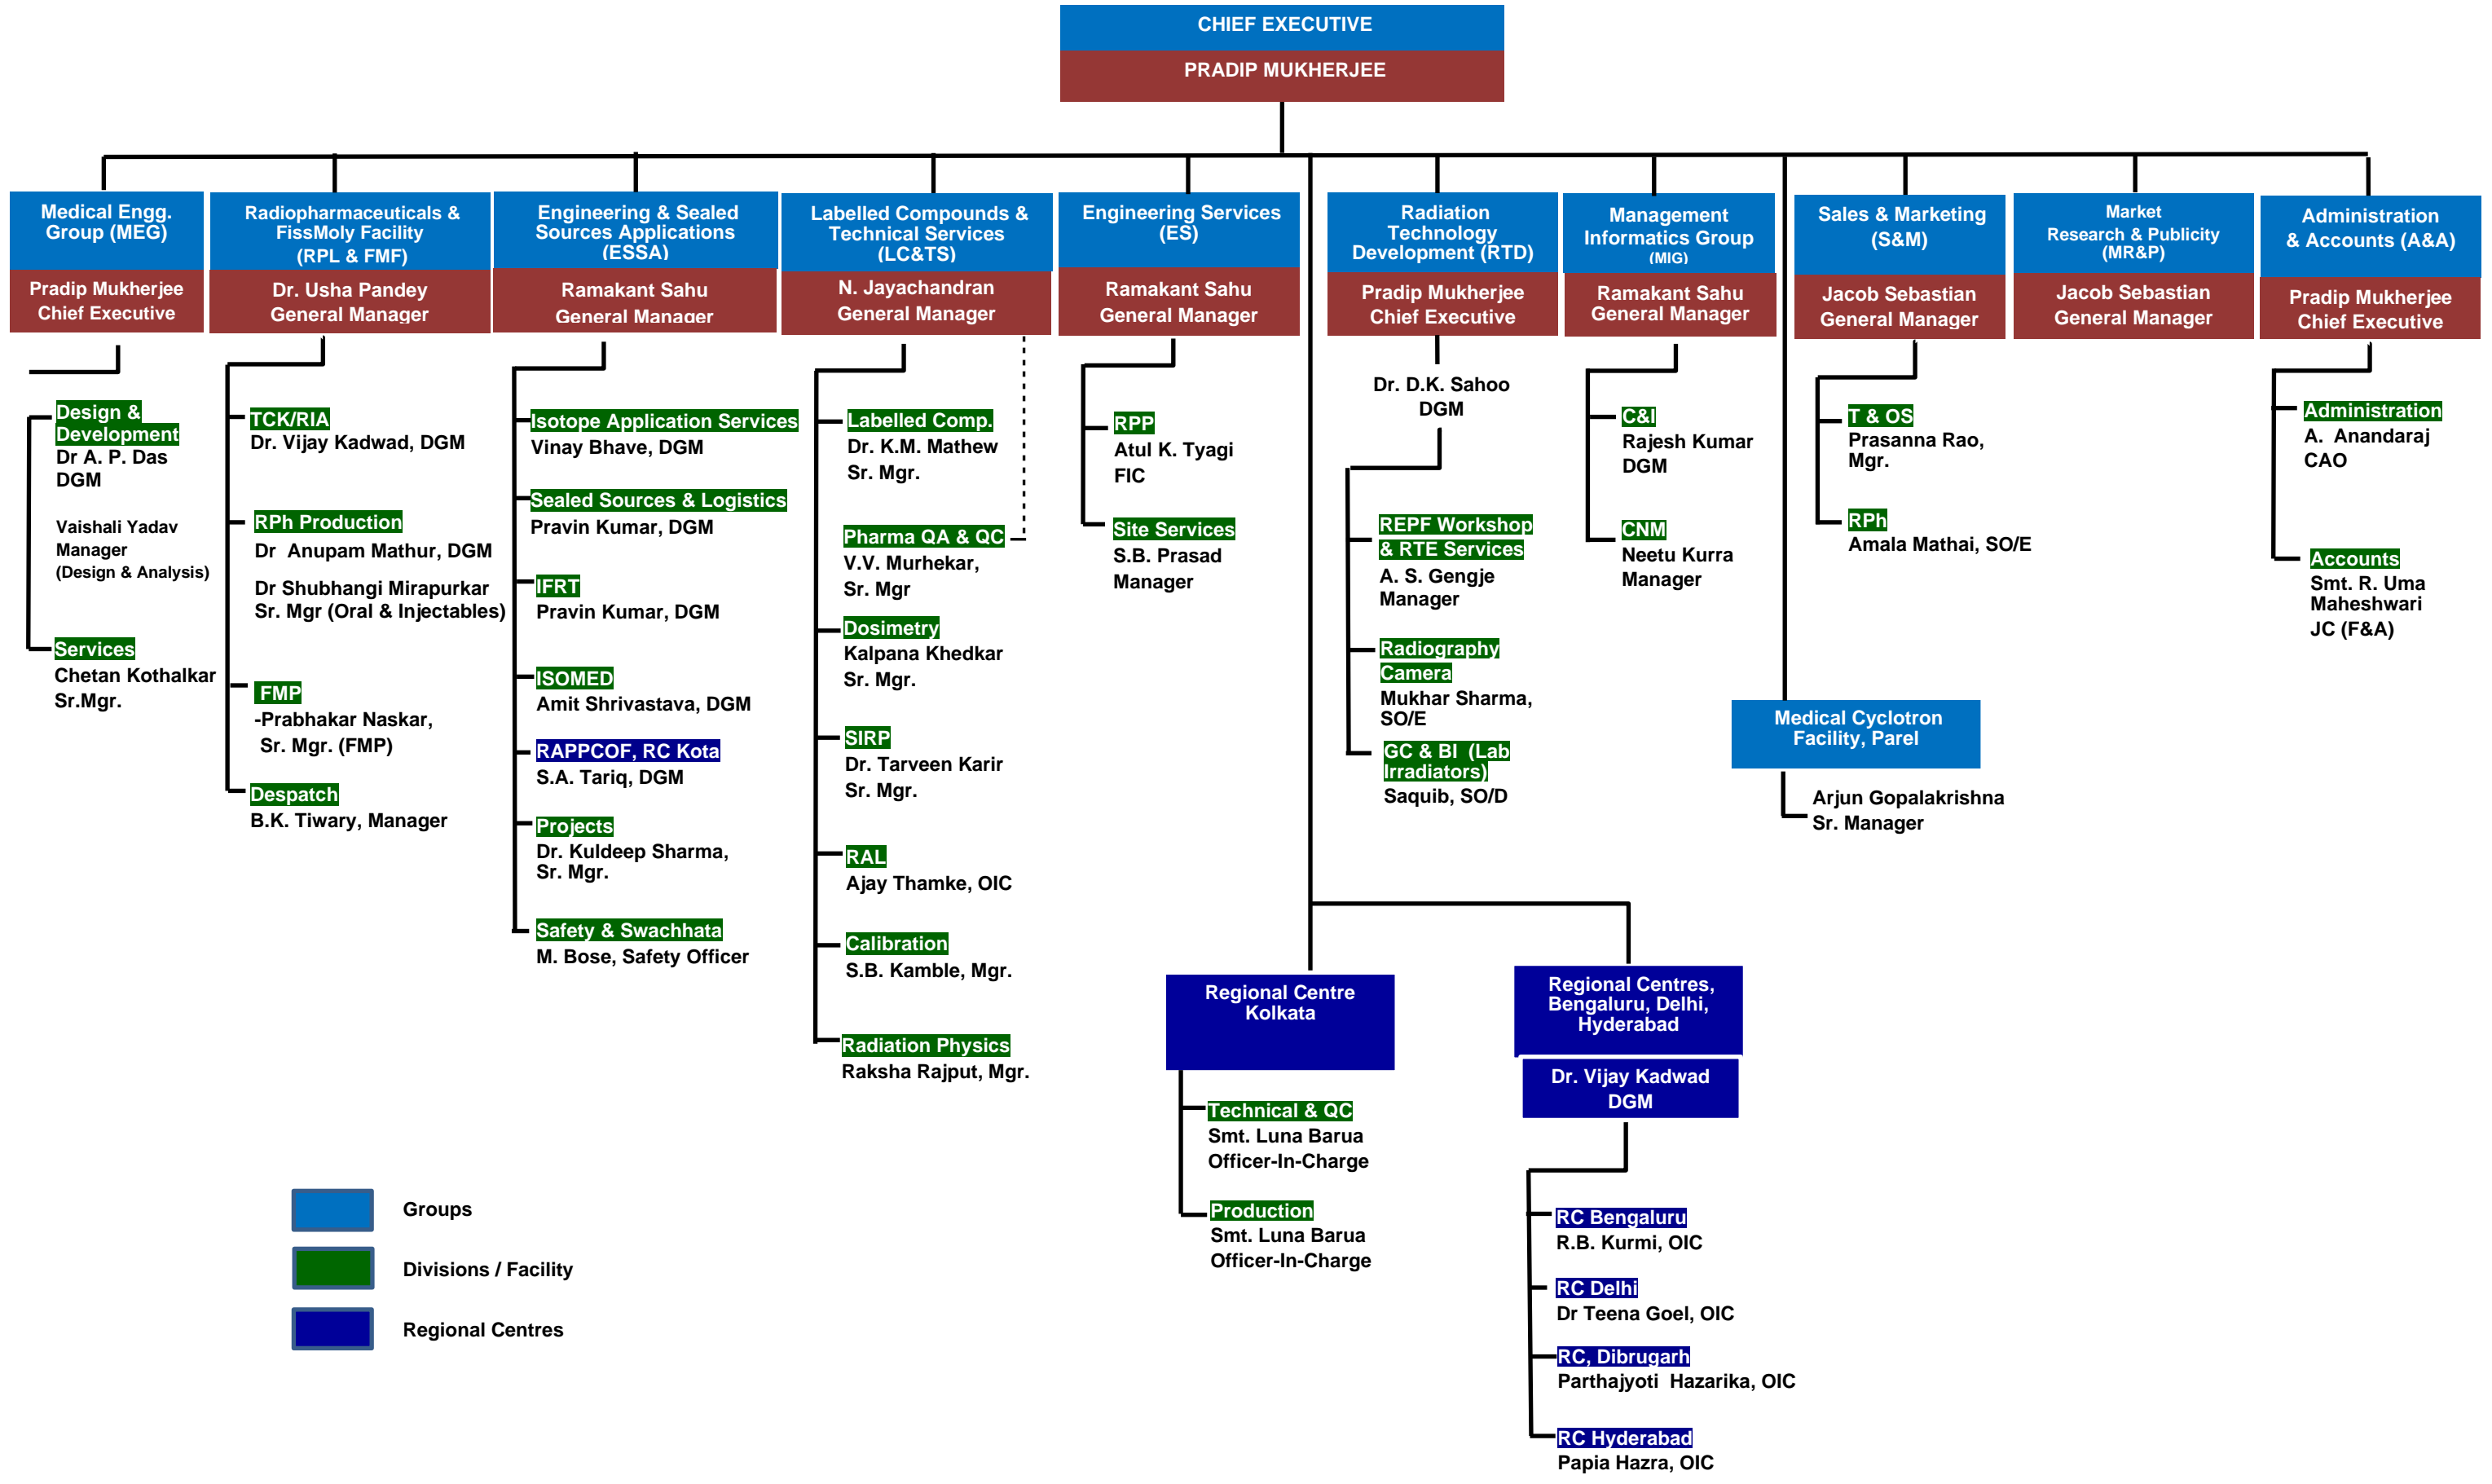 CHIEF EXECUTIVE
PRADIP MUKHERJEE
Medical Engg.
Group (MEG)
Pradip Mukherjee
Chief Executive
Design &
Development
Dr A. P. Das
DGM
Vaishali Yadav
Manager
(Design & Analysis)
Services
Chetan Kothalkar
Sr.Mgr.
Radiopharmaceuticals &
FissMoly Facility
(RPL & FMF)
Dr. Usha Pandey
General Manager
TCK/RIA
Dr. Vijay Kadwad, DGM
RPh Production
Dr Anupam Mathur, DGM
Dr Shubhangi Mirapurkar
Sr. Mgr (Oral & Injectables)
FMP
-Prabhakar Naskar,
Sr. Mgr. (FMP)
Despatch
B.K. Tiwary, Manager
Engineering & Sealed
Sources Applications
(ESSA)
Ramakant Sahu
General Manager
Isotope Application Services
Vinay Bhave, DGM
Sealed Sources & Logistics
Pravin Kumar, DGM
IFRT
Pravin Kumar, DGM
ISOMED
Amit Shrivastava, DGM
RAPPCOF, RC Kota
S.A. Tariq, DGM
Projects
Dr. Kuldeep Sharma,
Sr. Mgr.
Safety & Swachhata
M. Bose, Safety Officer
Labelled Compounds &
Technical Services
(LC&TS)
N. Jayachandran
General Manager
Labelled Comp.
Dr. K.M. Mathew
Sr. Mgr.
Pharma QA & QC
V.V. Murhekar,
Sr. Mgr
Dosimetry
Kalpana Khedkar
Sr. Mgr.
SIRP
Dr. Tarveen Karir
Sr. Mgr.
RAL
Ajay Thamke, OIC
Calibration
S.B. Kamble, Mgr.
Radiation Physics
Raksha Rajput, Mgr.
Engineering Services
(ES)
Ramakant Sahu
General Manager
RPP
Atul K. Tyagi
FIC
Site Services
S.B. Prasad
Manager
Radiation
Technology
Development (RTD)
Pradip Mukherjee
Chief Executive
Dr. D.K. Sahoo
DGM
REPF Workshop
& RTE Services
A. S. Gengje
Manager
Radiography
Camera
Mukhar Sharma,
SO/E
GC & BI (Lab
Irradiators)
Saquib, SO/D
Management
Informatics Group
(MIG)
Ramakant Sahu
General Manager
C&I
Rajesh Kumar
DGM
CNM
Neetu Kurra
Manager
Sales & Marketing
(S&M)
Jacob Sebastian
General Manager
T & OS
Prasanna Rao,
Mgr.
RPh
Amala Mathai, SO/E
Market
Research & Publicity
(MR&P)
Jacob Sebastian
General Manager
Administration
& Accounts (A&A)
Pradip Mukherjee
Chief Executive
Administration
A. Anandaraj
CAO
Accounts
Smt. R. Uma
Maheshwari
JC (F&A)
Medical Cyclotron
Facility, Parel
Arjun Gopalakrishna
Sr. Manager
Regional Centre
Kolkata
Technical & QC
Smt. Luna Barua
Officer-In-Charge
Production
Smt. Luna Barua
Officer-In-Charge
Regional Centres,
Bengaluru, Delhi,
Hyderabad
Dr. Vijay Kadwad
DGM
RC Bengaluru
R.B. Kurmi, OIC
RC Delhi
Dr Teena Goel, OIC
RC, Dibrugarh
Parthajyoti Hazarika, OIC
RC Hyderabad
Papia Hazra, OIC
Groups
Divisions / Facility
Regional Centres